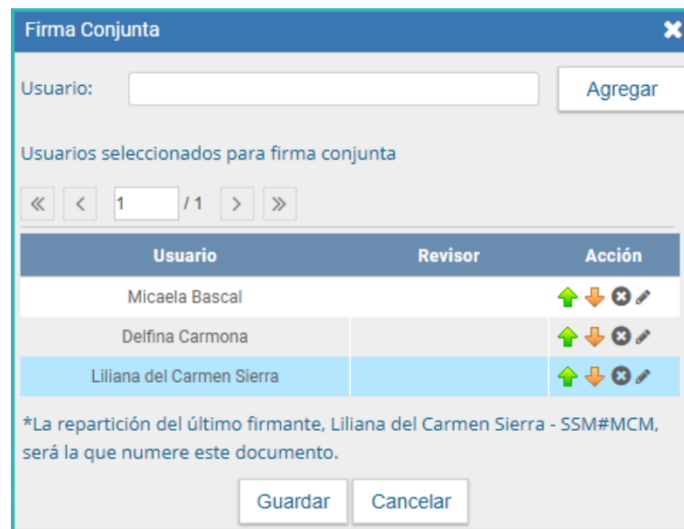 Firma Conjunta
Usuario:
Agregar
Usuarios seleccionados para firma conjunta
1 / 1
Usuario Revisor Acción
Micaela Bascal
Delfina Carmona
Liliana del Carmen Sierra
*La repartición del último firmante, Liliana del Carmen Sierra - SSM#MCM,
será la que numere este documento.
Guardar Cancelar